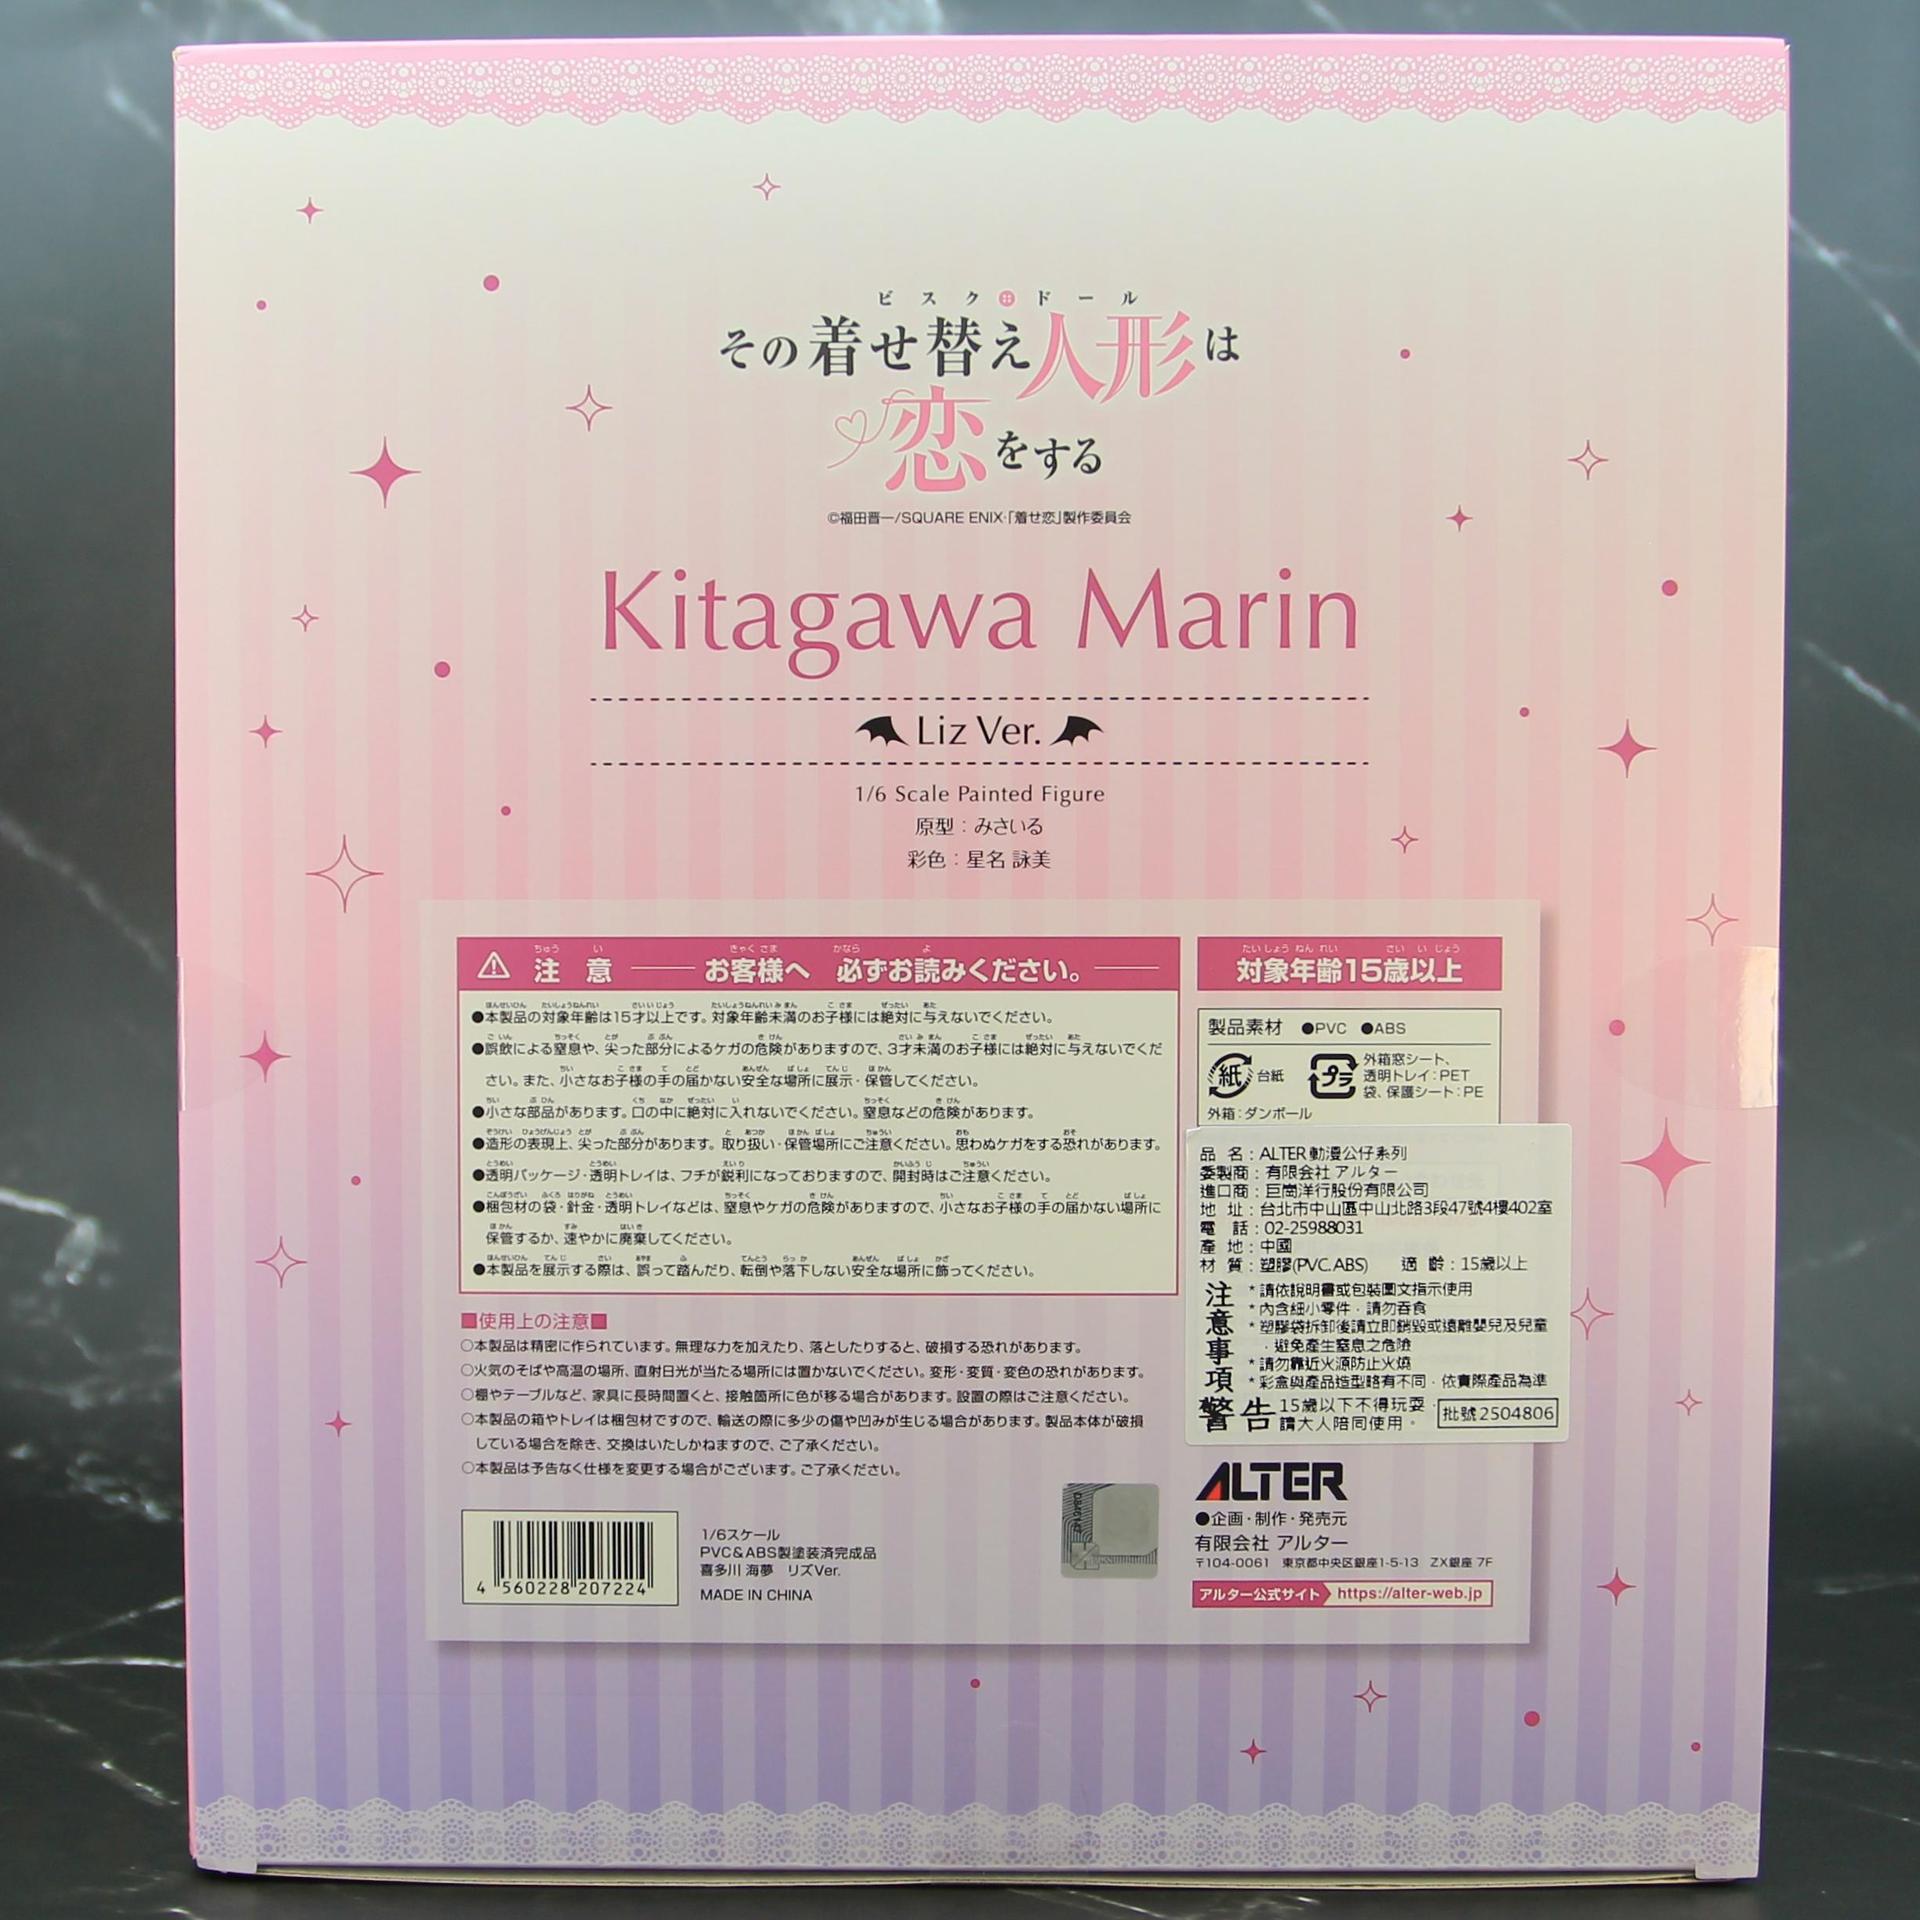 ビスクドール
その着せ替え人形は
恋をする
©福田晋一/SQUARE ENIX・「着せ恋」製作委員会
Kitagawa Marin
Liz Ver.
1/6 Scale Painted Figure
原型：みさいる
彩色：星名 詠美
注意 お客様へ 必ずお読みください。
●本製品の対象年齢は15才以上です。対象年齢未満のお子様には絶対に与えないでください。
●誤飲による窒息や、尖った部分によるケガの危険がありますので、3才未満のお子様には絶対に与えないでくだ
さい。また、小さなお子様の手の届かない安全な場所に展示・保管してください。
●小さな部品があります。口の中に絶対に入れないでください。窒息などの危険があります。
●造形の表現上、尖った部分があります。取り扱い・保管場所にご注意ください。思わぬケガをする恐れがあります。
●透明パッケージ・透明トレイは、フチが鋭利になっておりますので、開封時はご注意ください。
●梱包材の袋・針金・透明トレイなどは、窒息やケガの危険がありますので、小さなお子様の手の届かない場所に
保管するか、速やかに廃棄してください。
●本製品を展示する際は、誤って踏んだり、転倒や落下しない安全な場所に飾ってください。
■使用上の注意■
○本製品は精密に作られています。無理な力を加えたり、落としたりすると、破損する恐れがあります。
○火気のそばや高温の場所、直射日光が当たる場所には置かないでください。変形・変質・変色の恐れがあります。
○棚やテーブルなど、家具に長時間置くと、接触箇所に色が移る場合があります。設置の際はご注意ください。
○本製品の箱やトレイは梱包材ですので、輸送の際に多少の傷や凹みが生じる場合があります。製品本体が破損
している場合を除き、交換はいたしかねますので、ご了承ください。
○本製品は予告なく仕様を変更する場合がございます。ご了承ください。
4 560228 207224
1/6スケール
PVC&ABS製塗装済完成品
喜多川 海夢 リズVer.
MADE IN CHINA
たいしょうねんれい さいいじょう
対象年齢15歳以上
製品素材 ●PVC ●ABS
紙 台紙
プラ 外箱窓シート、
透明トレイ：PET
袋、保護シート：PE
外箱：ダンボール
品 名：ALTER動漫公仔系列
委製商：有限会社 アルター
進口商：巨崗洋行股份有限公司
地 址：台北市中山區中山北路3段47號4樓402室
電 話：02-25988031
產 地：中國
材 質：塑膠(PVC.ABS) 適 齡：15歲以上
注意事項
*請依說明書或包裝圖文指示使用
*內含細小零件，請勿吞食
*塑膠袋拆卸後請立即銷毀或遠離嬰兒及兒童
，避免產生窒息之危險
*請勿靠近火源防止火燒
*彩盒與產品造型略有不同，依實際產品為準
警告 15歲以下不得玩耍，
請大人陪同使用。
批號2504806
ALTER
●企画・制作・発売元
有限会社 アルター
〒104-0061 東京都中央区銀座1-5-13 ZX銀座 7F
アルター公式サイト https://alter-web.jp